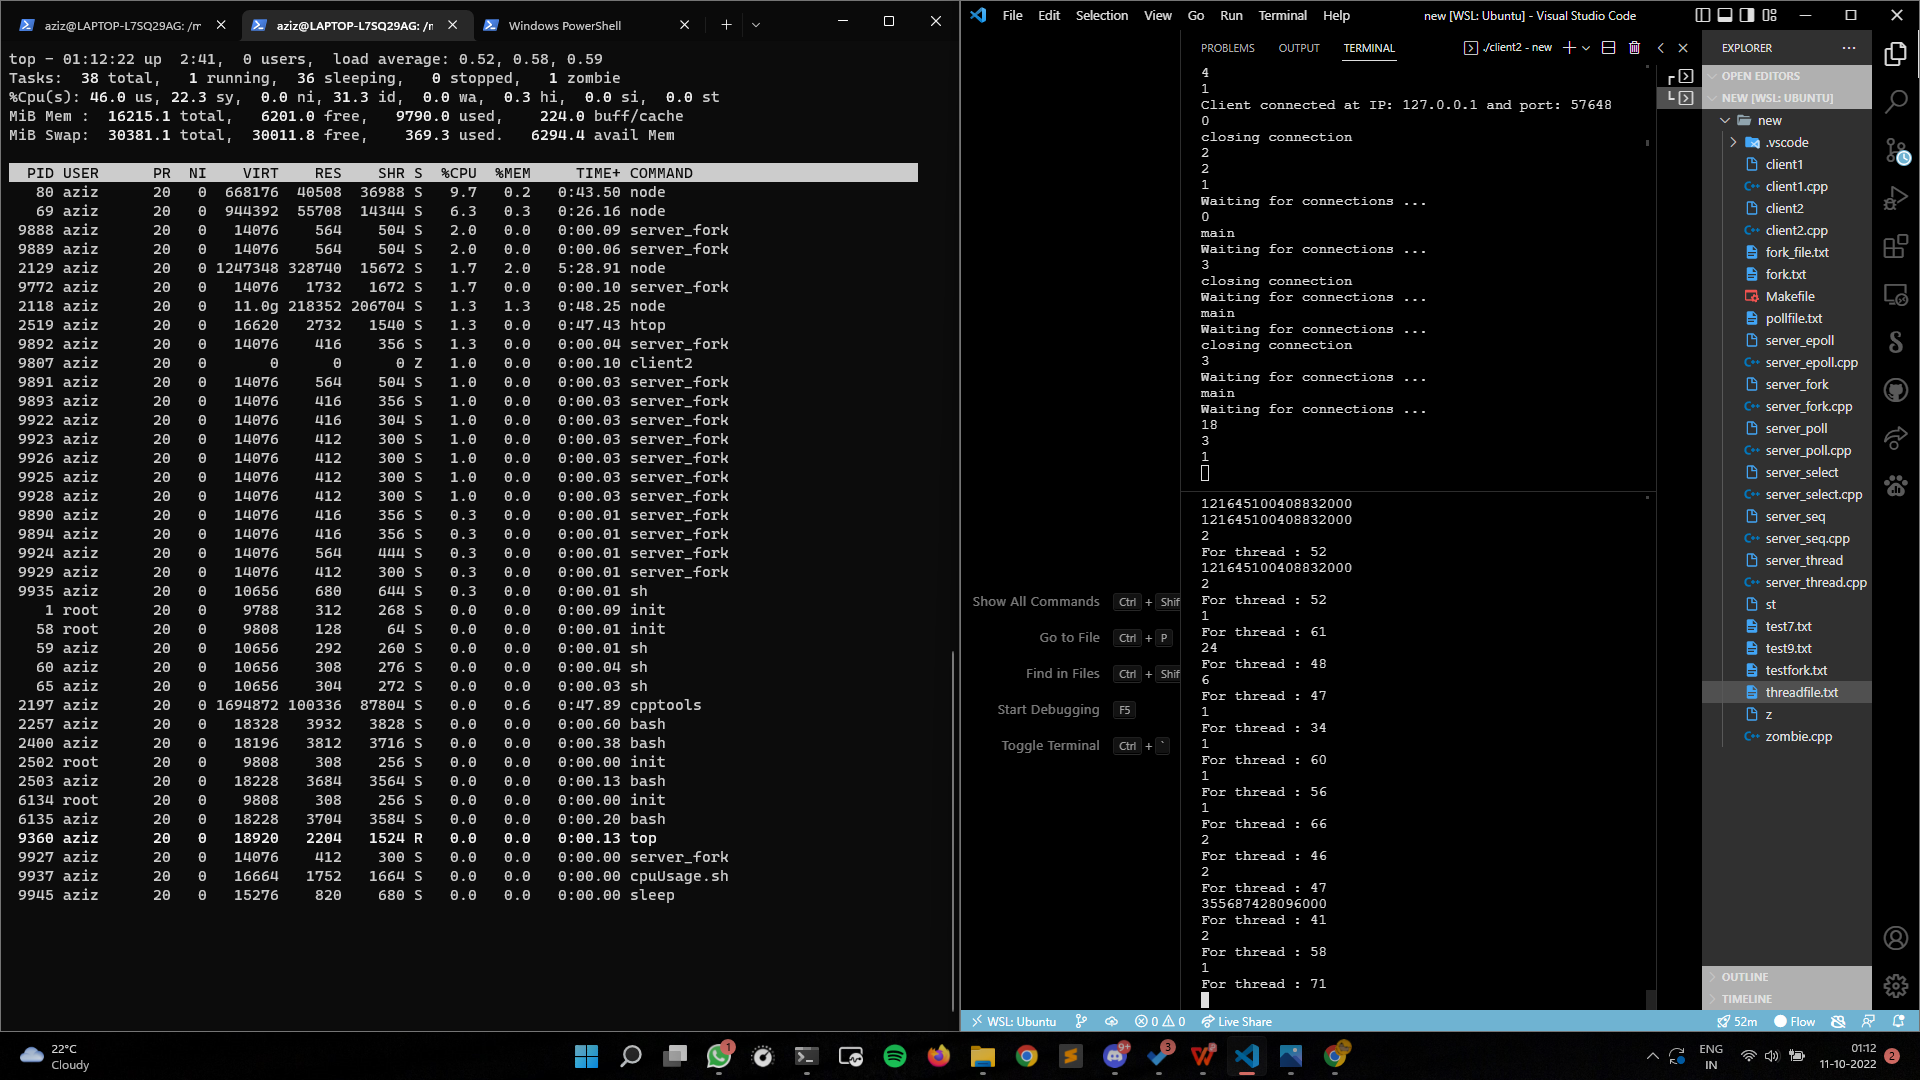 aziz@LAPTOP-L7SQ29AG: /m
aziz@LAPTOP-L7SQ29AG: /n
Windows PowerShell
top - 01:12:22 up  2:41,  0 users,  load average: 0.52, 0.58, 0.59
Tasks:  38 total,   1 running,  36 sleeping,   0 stopped,   1 zombie
%Cpu(s): 46.0 us, 22.3 sy,  0.0 ni, 31.3 id,  0.0 wa,  0.3 hi,  0.0 si,  0.0 st
MiB Mem :  16215.1 total,   6201.0 free,   9790.0 used,    224.0 buff/cache
MiB Swap:  30381.1 total,  30011.8 free,    369.3 used.   6294.4 avail Mem
PID USER PR NI VIRT RES SHR S %CPU %MEM TIME+ COMMAND
80 aziz 20 0 668176 40508 36988 S 9.7 0.2 0:43.50 node
69 aziz 20 0 944392 55708 14344 S 6.3 0.3 0:26.16 node
9888 aziz 20 0 14076 564 504 S 2.0 0.0 0:00.09 server_fork
9889 aziz 20 0 14076 564 504 S 2.0 0.0 0:00.06 server_fork
2129 aziz 20 0 1247348 328740 15672 S 1.7 2.0 5:28.91 node
9772 aziz 20 0 14076 1732 1672 S 1.7 0.0 0:00.10 server_fork
2118 aziz 20 0 11.0g 218352 206704 S 1.3 1.3 0:48.25 node
2519 aziz 20 0 16620 2732 1540 S 1.3 0.0 0:47.43 htop
9892 aziz 20 0 14076 416 356 S 1.3 0.0 0:00.04 server_fork
9807 aziz 20 0 0 0 0 Z 1.0 0.0 0:00.10 client2
9891 aziz 20 0 14076 564 504 S 1.0 0.0 0:00.03 server_fork
9893 aziz 20 0 14076 416 356 S 1.0 0.0 0:00.03 server_fork
9922 aziz 20 0 14076 416 304 S 1.0 0.0 0:00.03 server_fork
9923 aziz 20 0 14076 412 300 S 1.0 0.0 0:00.03 server_fork
9926 aziz 20 0 14076 412 300 S 1.0 0.0 0:00.03 server_fork
9925 aziz 20 0 14076 412 300 S 1.0 0.0 0:00.03 server_fork
9928 aziz 20 0 14076 412 300 S 1.0 0.0 0:00.03 server_fork
9890 aziz 20 0 14076 416 356 S 0.3 0.0 0:00.01 server_fork
9894 aziz 20 0 14076 416 356 S 0.3 0.0 0:00.01 server_fork
9924 aziz 20 0 14076 564 444 S 0.3 0.0 0:00.01 server_fork
9929 aziz 20 0 14076 412 300 S 0.3 0.0 0:00.01 server_fork
9935 aziz 20 0 10656 680 644 S 0.3 0.0 0:00.01 sh
1 root 20 0 9788 312 268 S 0.0 0.0 0:00.09 init
58 root 20 0 9808 128 64 S 0.0 0.0 0:00.01 init
59 aziz 20 0 10656 292 260 S 0.0 0.0 0:00.01 sh
60 aziz 20 0 10656 308 276 S 0.0 0.0 0:00.04 sh
65 aziz 20 0 10656 304 272 S 0.0 0.0 0:00.03 sh
2197 aziz 20 0 1694872 100336 87804 S 0.0 0.6 0:47.89 cpptools
2257 aziz 20 0 18328 3932 3828 S 0.0 0.0 0:00.60 bash
2400 aziz 20 0 18196 3812 3716 S 0.0 0.0 0:00.38 bash
2502 root 20 0 9808 308 256 S 0.0 0.0 0:00.00 init
2503 aziz 20 0 18228 3684 3564 S 0.0 0.0 0:00.13 bash
6134 root 20 0 9808 308 256 S 0.0 0.0 0:00.00 init
6135 aziz 20 0 18228 3704 3584 S 0.0 0.0 0:00.20 bash
9360 aziz 20 0 18920 2204 1524 R 0.0 0.0 0:00.13 top
9927 aziz 20 0 14076 412 300 S 0.0 0.0 0:00.00 server_fork
9937 aziz 20 0 16664 1752 1664 S 0.0 0.0 0:00.00 cpuUsage.sh
9945 aziz 20 0 15276 820 680 S 0.0 0.0 0:00.00 sleep
File Edit Selection View Go Run Terminal Help
new [WSL: Ubuntu] - Visual Studio Code
Show All Commands Ctrl + Shif
Go to File Ctrl + P
Find in Files Ctrl + Shif
Start Debugging F5
Toggle Terminal Ctrl + `
PROBLEMS OUTPUT TERMINAL
./client2 - new
4
1
Client connected at IP: 127.0.0.1 and port: 57648
0
closing connection
2
2
1
Waiting for connections ...
0
main
Waiting for connections ...
3
closing connection
Waiting for connections ...
main
Waiting for connections ...
closing connection
3
Waiting for connections ...
main
Waiting for connections ...
18
3
1
121645100408832000
121645100408832000
2
For thread : 52
121645100408832000
2
For thread : 52
1
For thread : 61
24
For thread : 48
6
For thread : 47
1
For thread : 34
1
For thread : 60
1
For thread : 56
1
For thread : 66
2
For thread : 46
2
For thread : 47
355687428096000
For thread : 41
2
For thread : 58
1
For thread : 71
EXPLORER
OPEN EDITORS
NEW [WSL: UBUNTU]
new
.vscode
client1
client1.cpp
client2
client2.cpp
fork_file.txt
fork.txt
Makefile
pollfile.txt
server_epoll
server_epoll.cpp
server_fork
server_fork.cpp
server_poll
server_poll.cpp
server_select
server_select.cpp
server_seq
server_seq.cpp
server_thread
server_thread.cpp
st
test7.txt
test9.txt
testfork.txt
threadfile.txt
z
zombie.cpp
OUTLINE
TIMELINE
WSL: Ubuntu
0 0
Live Share
52m
Flow
22°C
Cloudy
1
9+
3
ENG
IN
01:12
11-10-2022
2